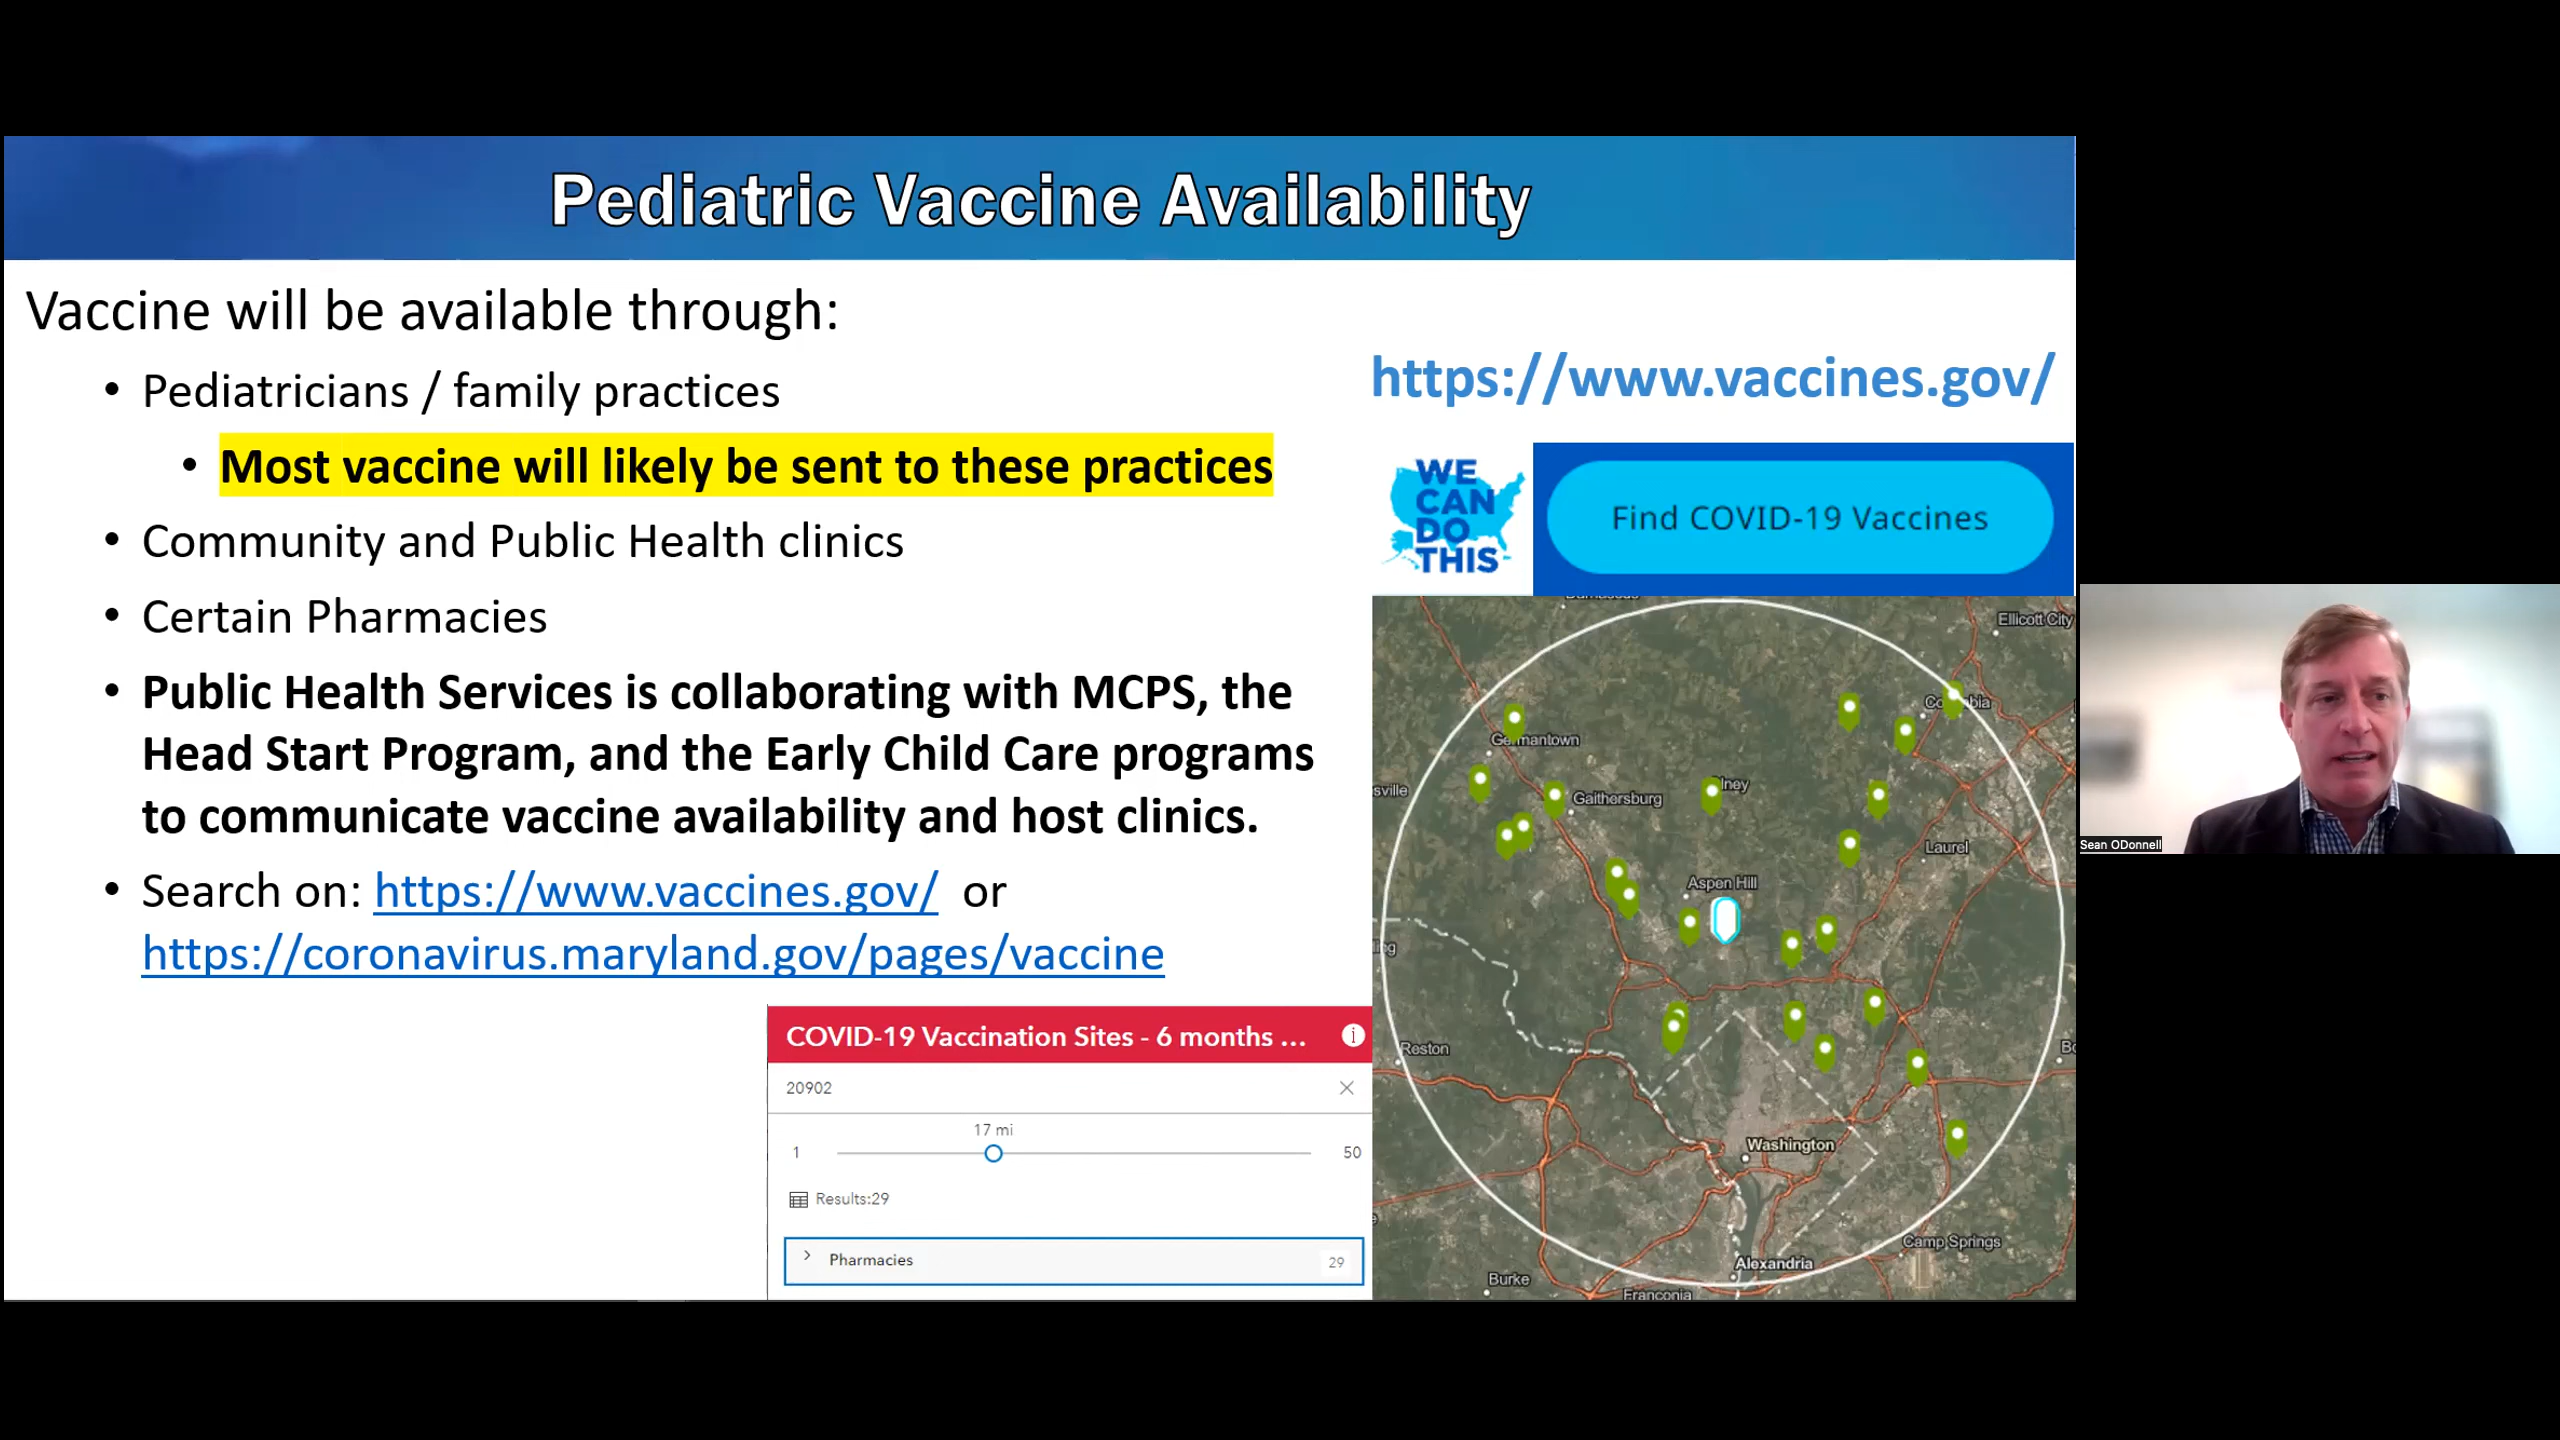 Pediatric Vaccine Availability
Vaccine will be available through:
• Pediatricians / family practices
• Most vaccine will likely be sent to these practices
• Community and Public Health clinics
• Certain Pharmacies
• Public Health Services is collaborating with MCPS, the
Head Start Program, and the Early Child Care programs
to communicate vaccine availability and host clinics.
• Search on: https://www.vaccines.gov/ or
https://coronavirus.maryland.gov/pages/vaccine
https://www.vaccines.gov/
WE
CAN
DO
THIS
Find COVID-19 Vaccines
COVID-19 Vaccination Sites - 6 months ...
20902
17 mi
1
50
Results:29
Pharmacies
29
Ellicott City
Germantown
sville
Gaithersburg
lney
Laurel
Aspen Hill
Reston
Washington
Camp Springs
Alexandria
Burke
Franconia
Sean ODonnell